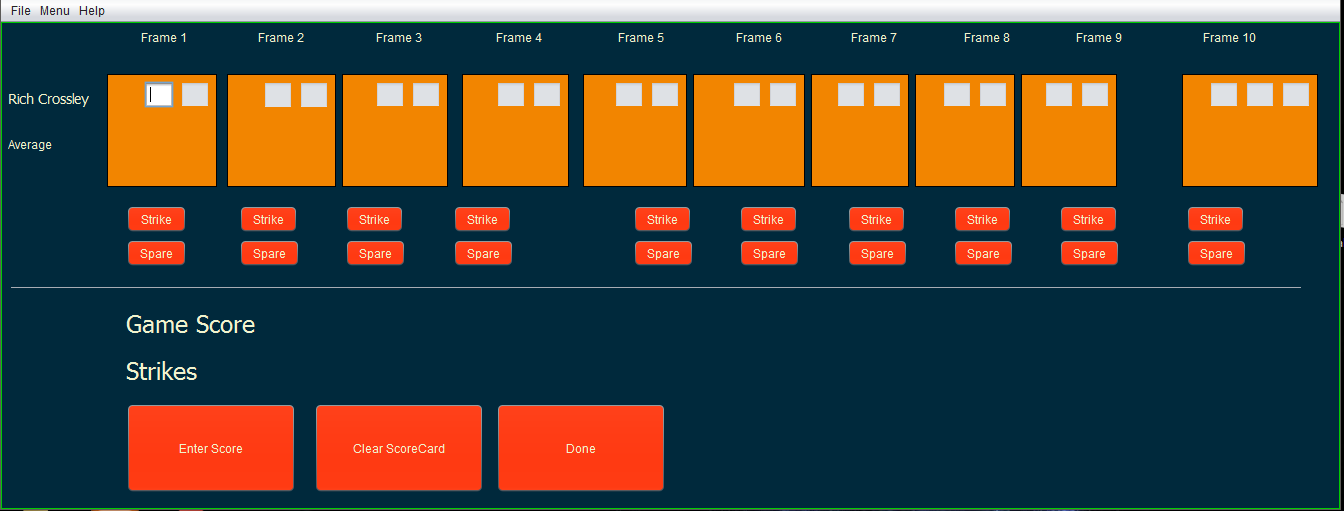 File Menu Help
Frame 1 Frame 2 Frame 3 Frame 4 Frame 5 Frame 6 Frame 7 Frame 8 Frame 9 Frame 10
Rich Crossley
Average
Strike Strike Strike Strike Strike Strike Strike Strike Strike Strike
Spare Spare Spare Spare Spare Spare Spare Spare Spare Spare
Game Score
Strikes
Enter Score Clear ScoreCard Done